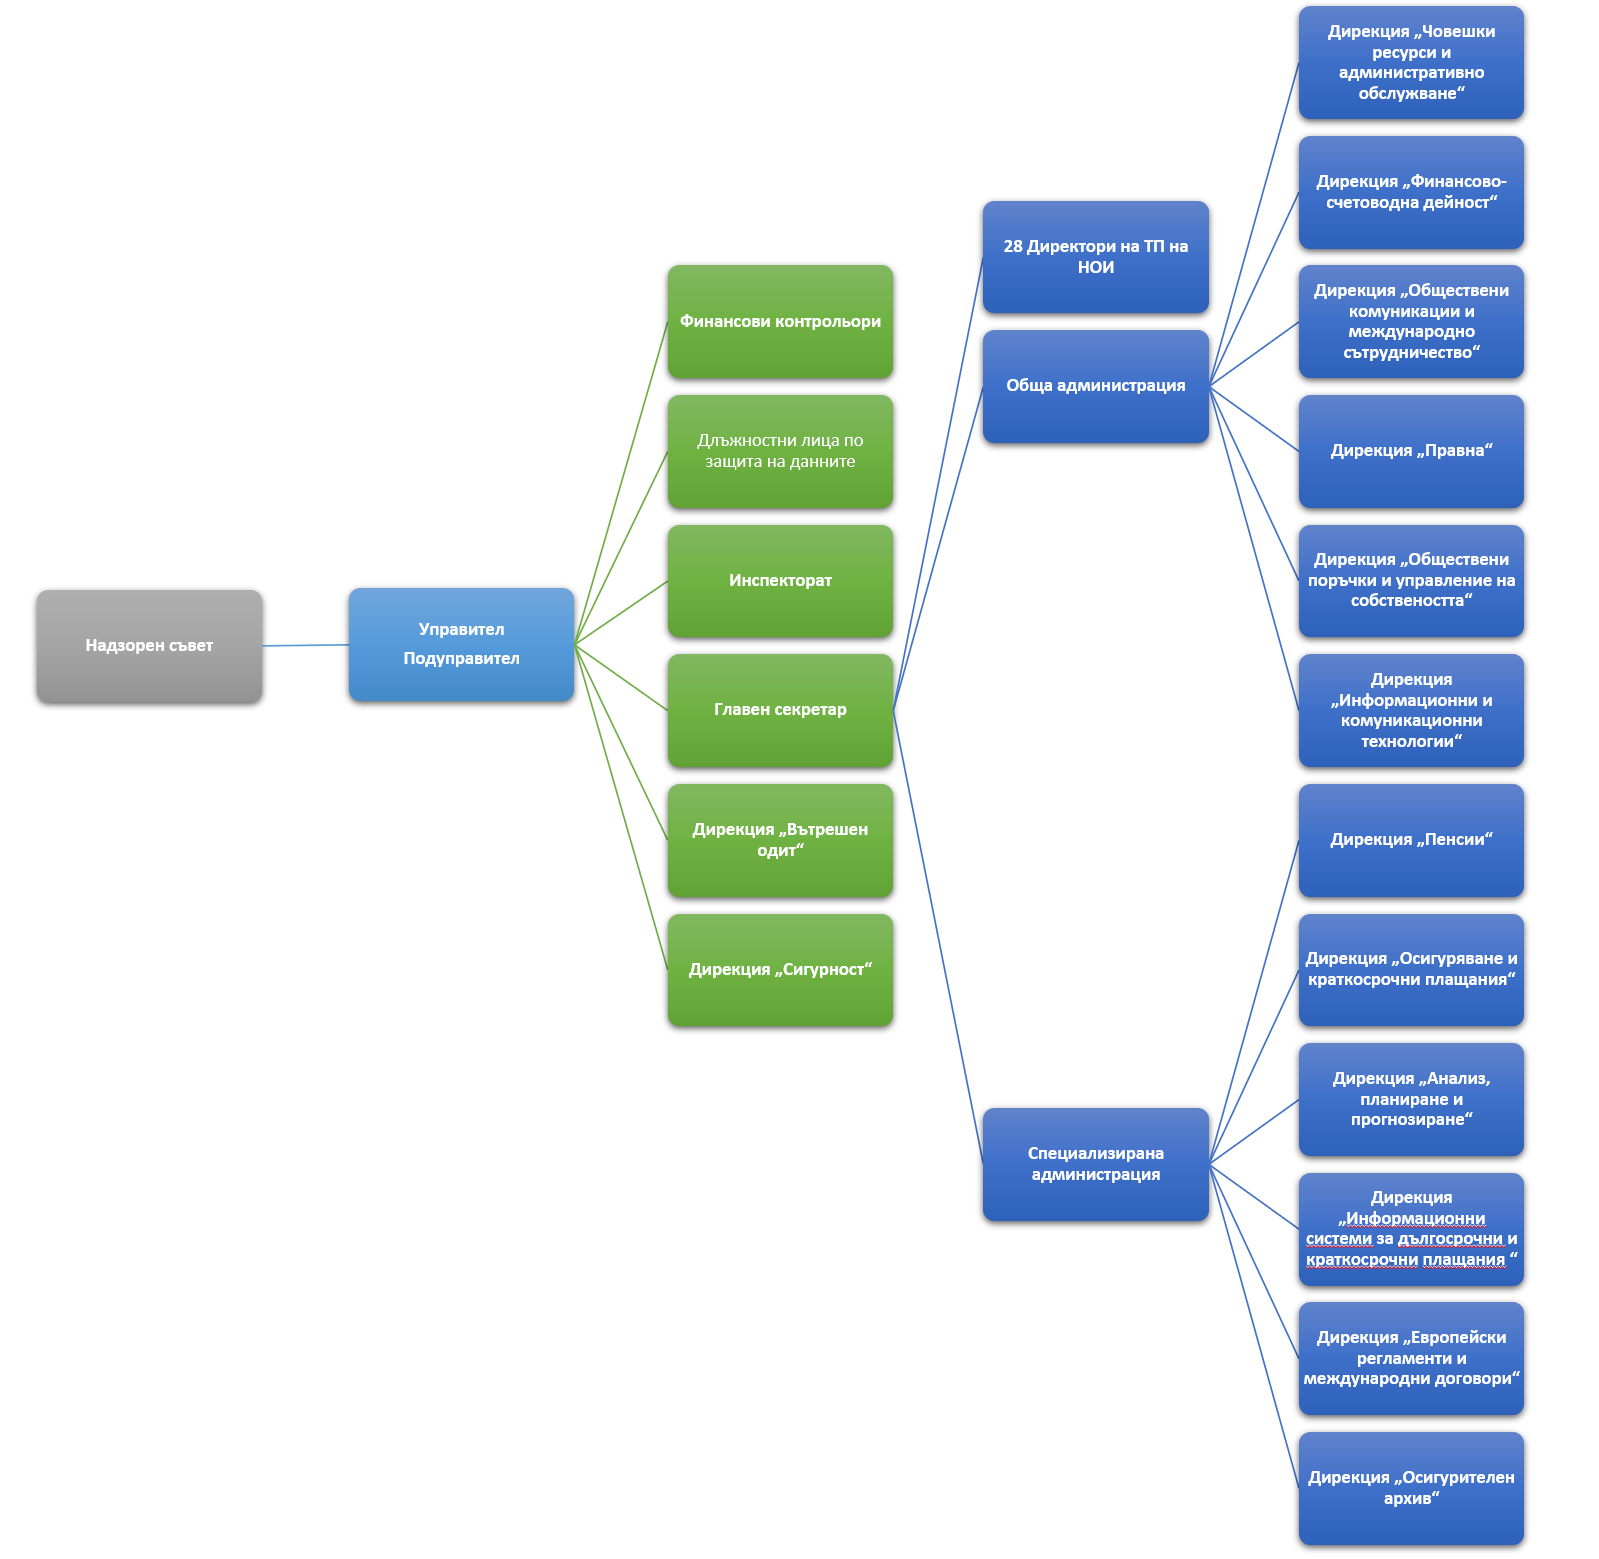 Надзорен съвет
Управител
Подуправител
Финансови контрольори
Длъжностни лица по
защита на данните
Инспекторат
Главен секретар
Дирекция „Вътрешен
одит“
Дирекция „Сигурност“
28 Директори на ТП на
НОИ
Обща администрация
Специализирана
администрация
Дирекция „Човешки
ресурси и
административно
обслужване“
Дирекция „Финансово-
счетоводна дейност“
Дирекция „Обществени
комуникации и
международно
сътрудничество“
Дирекция „Правна“
Дирекция „Обществени
поръчки и управление на
собствеността“
Дирекция
„Информационни и
комуникационни
технологии“
Дирекция „Пенсии“
Дирекция „Осигуряване и
краткосрочни плащания“
Дирекция „Анализ,
планиране и
прогнозиране“
Дирекция
„Информационни
системи за дългосрочни и
краткосрочни плащания “
Дирекция „Европейски
регламенти и
международни договори“
Дирекция „Осигурителен
архив“